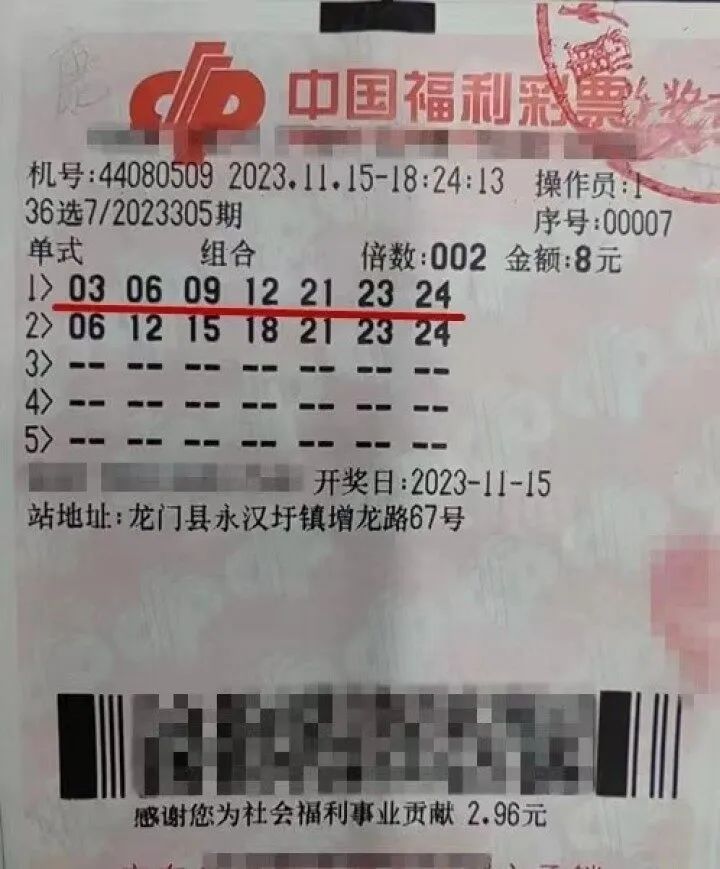 中国福利彩票
机号:44080509 2023.11.15-18:24:13 操作员:1
36选7/2023305期 序号:00007
单式 组合 倍数:002 金额:8元
1> 03 06 09 12 21 23 24
2> 06 12 15 18 21 23 24
3> -- -- -- -- -- -- --
4> -- -- -- -- -- -- --
5> -- -- -- -- -- -- --
开奖日:2023-11-15
站地址:龙门县永汉圩镇增龙路67号
感谢您为社会福利事业贡献 2.96元